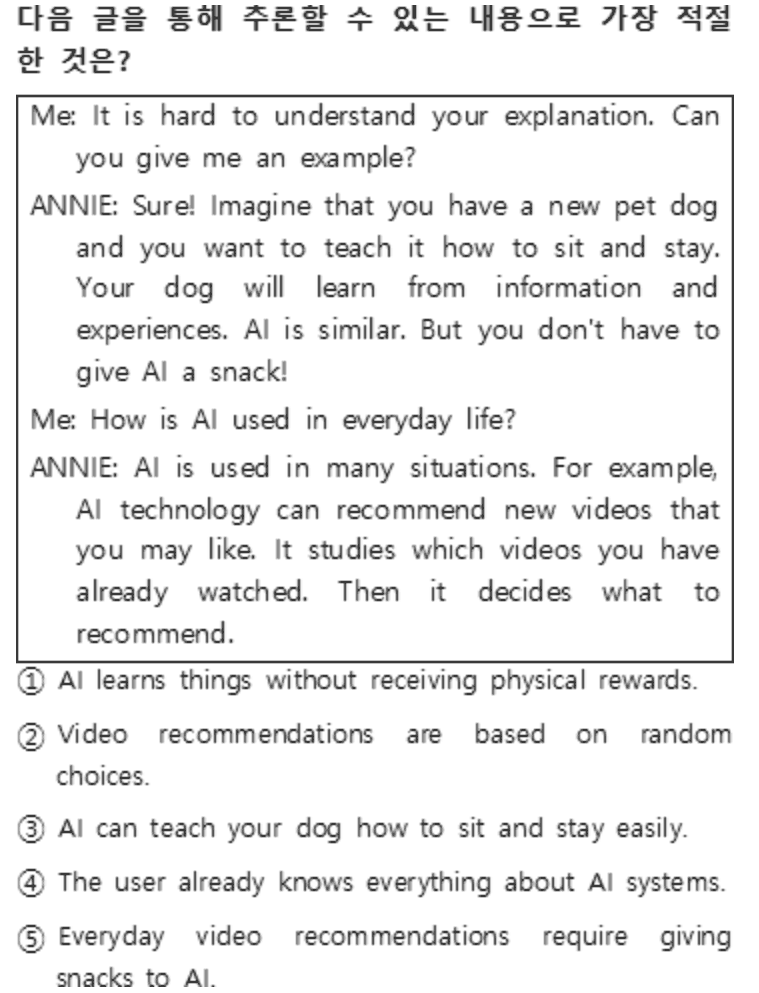 다음 글을 통해 추론할 수 있는 내용으로 가장 적절
한 것은?
Me: It is hard to understand your explanation. Can
you give me an example?
ANNIE: Sure! Imagine that you have a new pet dog
and you want to teach it how to sit and stay.
Your dog will learn from information and
experiences. AI is similar. But you don't have to
give AI a snack!
Me: How is AI used in everyday life?
ANNIE: AI is used in many situations. For example,
AI technology can recommend new videos that
you may like. It studies which videos you have
already watched. Then it decides what to
recommend.
① AI learns things without receiving physical rewards.
② Video recommendations are based on random
choices.
③ AI can teach your dog how to sit and stay easily.
④ The user already knows everything about AI systems.
⑤ Everyday video recommendations require giving
snacks to AI.